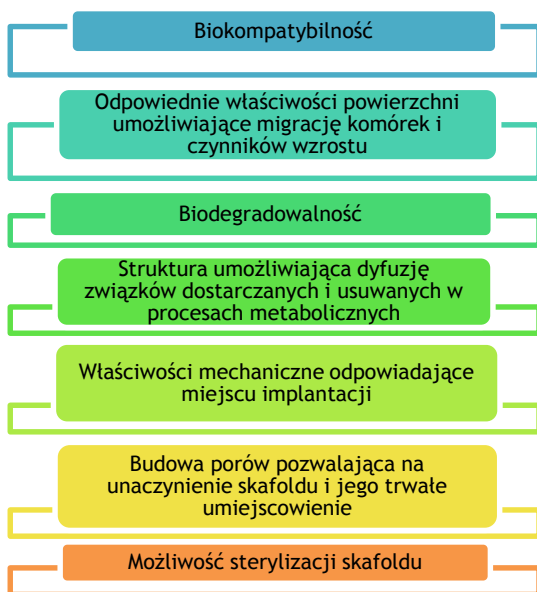 Biokompatybilność
Odpowiednie właściwości powierzchni
umożliwiające migrację komórek i
czynników wzrostu
Biodegradowalność
Struktura umożliwiająca dyfuzję
związków dostarczanych i usuwanych w
procesach metabolicznych
Właściwości mechaniczne odpowiadające
miejscu implantacji
Budowa porów pozwalająca na
unaczynienie skafoldu i jego trwałe
umiejscowienie
Możliwość sterylizacji skafoldu